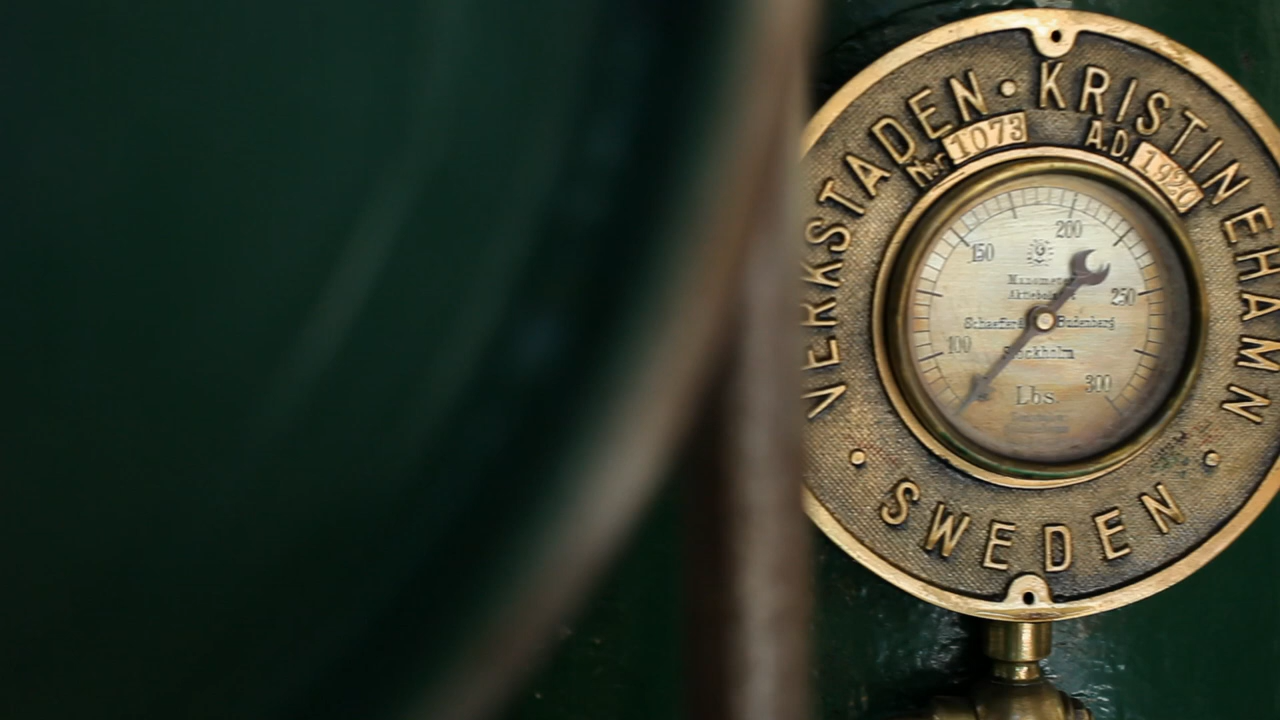 VERKSTADEN · KRISTINEHAMN
Nr 1073
A.D. 1920
200
150
250
100
300
Schaeffer & Budenberg
Stockholm
Lbs.
SWEDEN